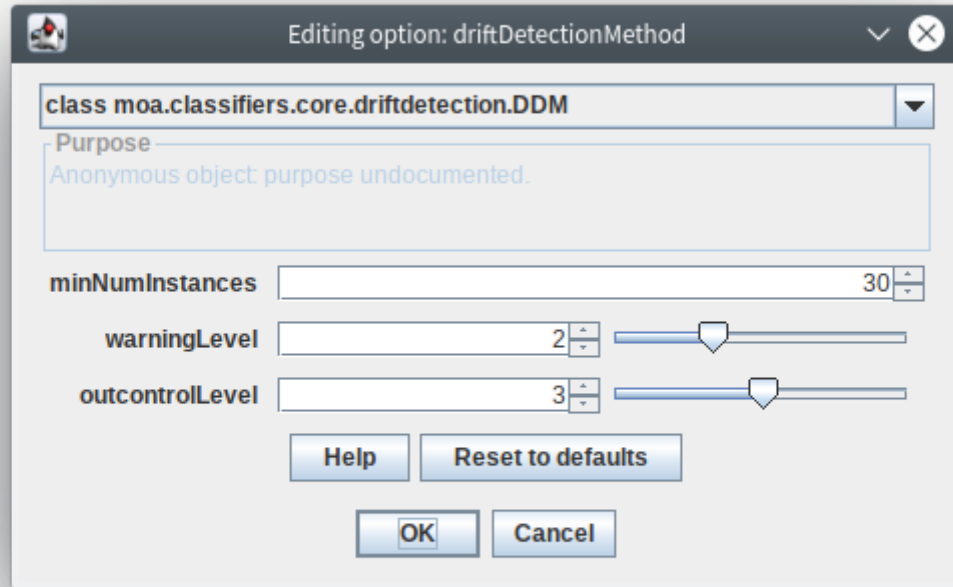 Editing option: driftDetectionMethod
class moa.classifiers.core.driftdetection.DDM
Purpose
Anonymous object: purpose undocumented.
minNumInstances 30
warningLevel 2
outcontrolLevel 3
Help Reset to defaults
OK Cancel